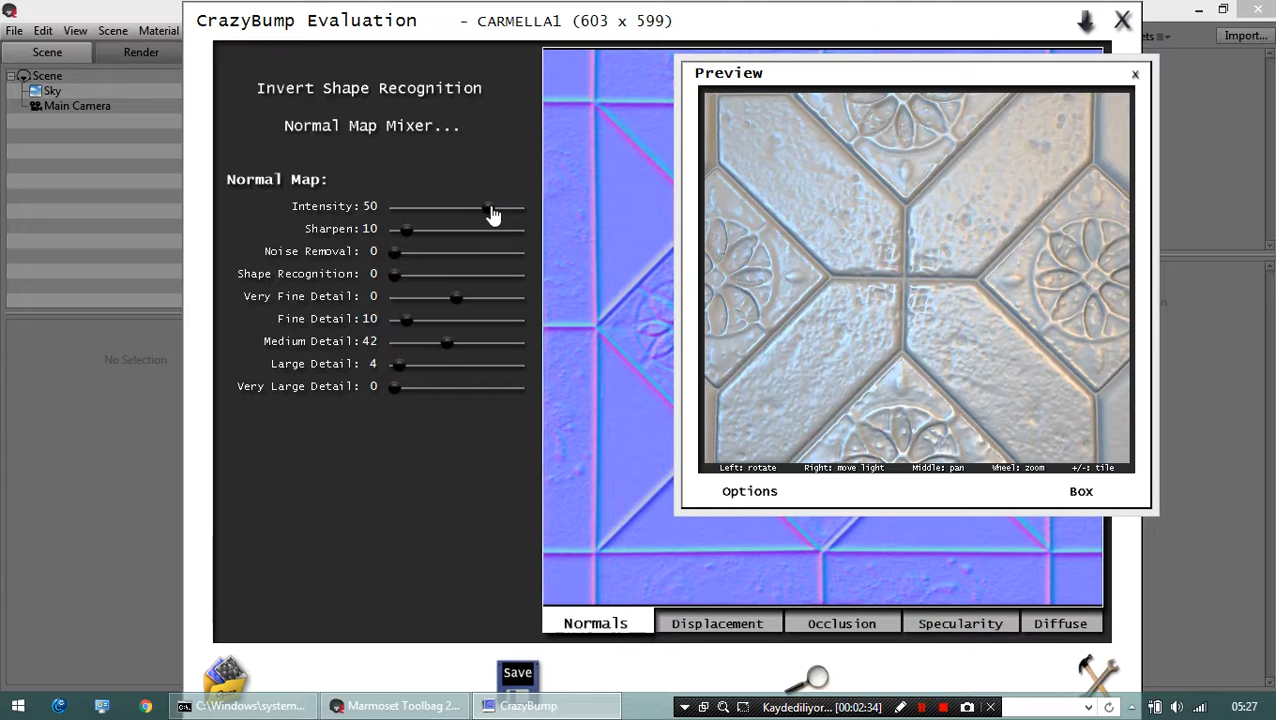 CrazyBump Evaluation - CARMELLA1 (603 x 599)
File Edit View Scene Material
Import...
Scene Render
Scene
Sky
Main Camera
No Selection
Invert Shape Recognition
Normal Map Mixer...
Normal Map:
Intensity: 50
Sharpen: 10
Noise Removal: 0
Shape Recognition: 0
Very Fine Detail: 0
Fine Detail: 10
Medium Detail: 42
Large Detail: 4
Very Large Detail: 0
Preview
Left: rotate Right: move light Middle: pan Wheel: zoom +/-: tile
Options Box
Normals Displacement Occlusion Specularity Diffuse
Save
C:\Windows\system... Marmoset Toolbag 2... CrazyBump Kaydediliyor... [00:02:34] 05:27